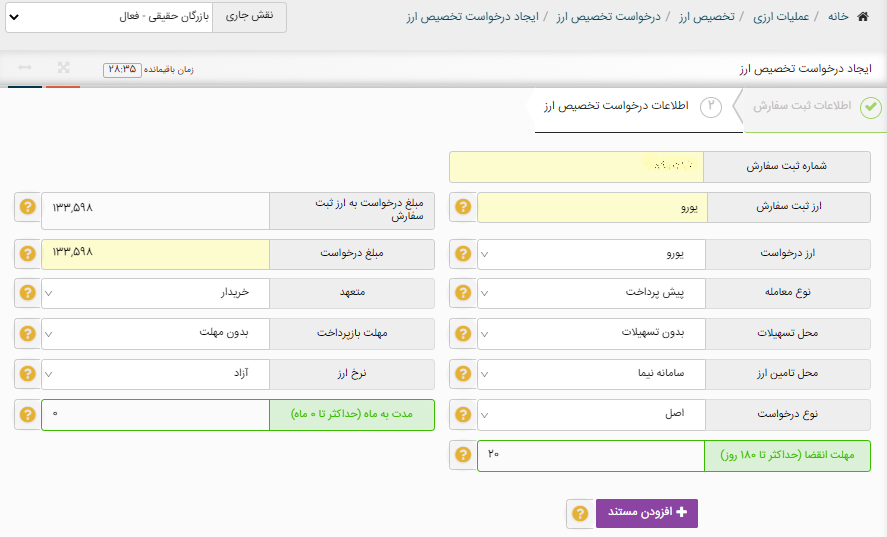 خانه / عملیات ارزی / تخصیص ارز / درخواست تخصیص ارز / ایجاد درخواست تخصیص ارز
نقش جاری
بازرگان حقیقی - فعال
ایجاد درخواست تخصیص ارز
زمان باقیمانده ۲۸:۳۵
اطلاعات ثبت سفارش
۲ اطلاعات درخواست تخصیص ارز
شماره ثبت سفارش
ارز ثبت سفارش
یورو
مبلغ درخواست به ارز ثبت
سفارش
۱۳۳,۵۹۸
ارز درخواست
یورو
مبلغ درخواست
۱۳۳,۵۹۸
نوع معامله
پیش پرداخت
متعهد
خریدار
محل تسهیلات
بدون تسهیلات
مهلت بازپرداخت
بدون مهلت
محل تامین ارز
سامانه نیما
نرخ ارز
آزاد
نوع درخواست
اصل
مدت به ماه (حداکثر تا ۰ ماه)
۰
مهلت انقضا (حداکثر تا ۱۸۰ روز)
۲۰
+ افزودن مستند